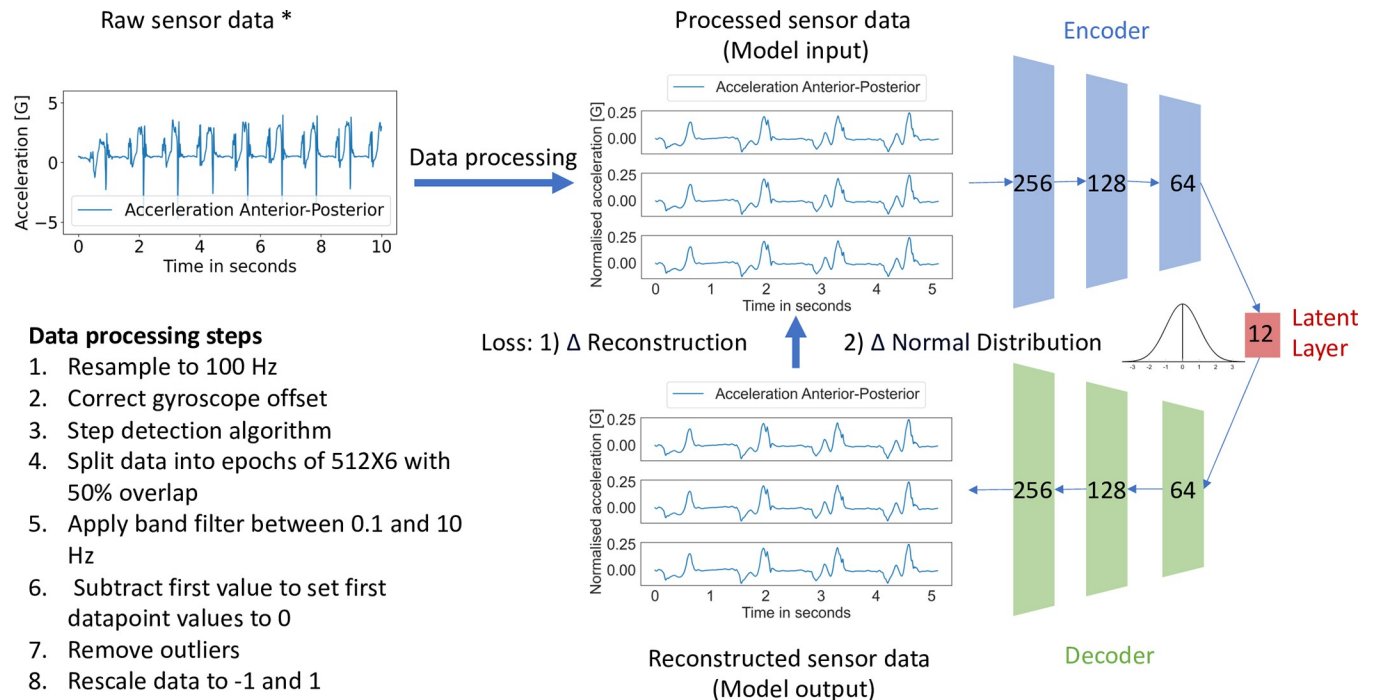 Raw sensor data *
Acceleration [G]
5
0
−5
Accerleration Anterior-Posterior
0 2 4 6 8 10
Time in seconds
Data processing
Processed sensor data
(Model input)
Acceleration Anterior-Posterior
Normalised acceleration [G]
0.25
0.00
0.25
0.00
0.25
0.00
0 1 2 3 4 5
Time in seconds
Encoder
256 128 64
12
Latent
Layer
-3 -2 -1 0 1 2 3
Loss: 1) Δ Reconstruction
2) Δ Normal Distribution
Data processing steps
1. Resample to 100 Hz
2. Correct gyroscope offset
3. Step detection algorithm
4. Split data into epochs of 512X6 with
50% overlap
5. Apply band filter between 0.1 and 10
Hz
6. Subtract first value to set first
datapoint values to 0
7. Remove outliers
8. Rescale data to -1 and 1
Acceleration Anterior-Posterior
Normalised acceleration [G]
0.25
0.00
0.25
0.00
0.25
0.00
0 1 2 3 4 5
Time in seconds
256 128 64
Decoder
Reconstructed sensor data
(Model output)